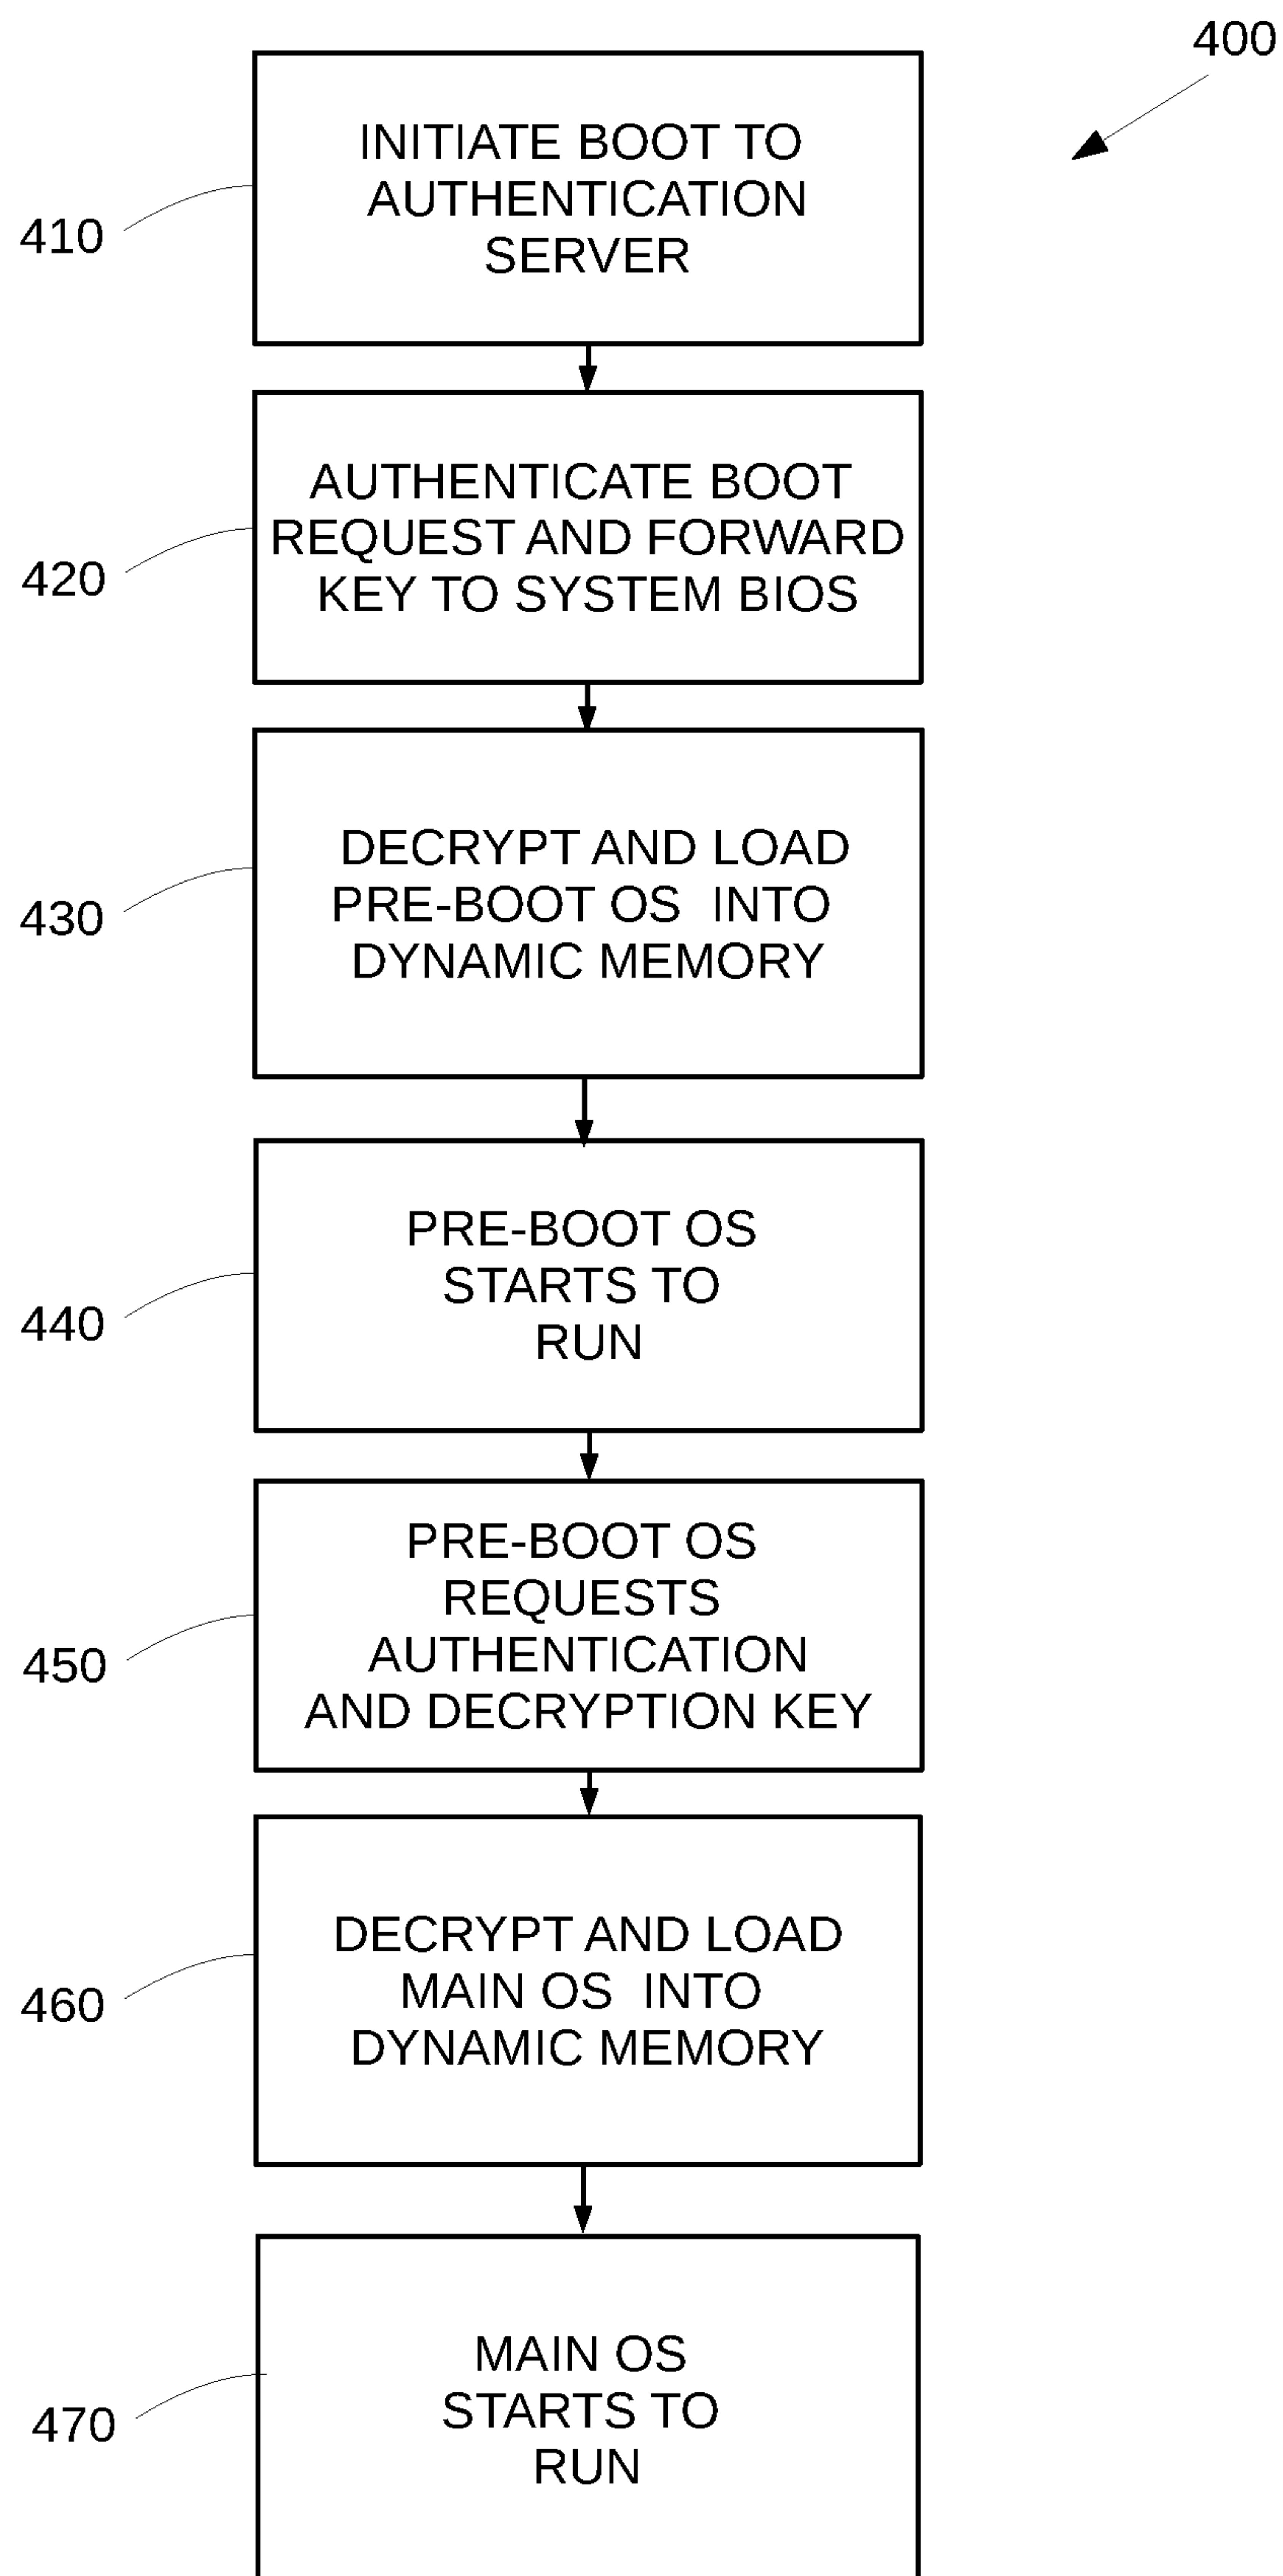 400
INITIATE BOOT TO
AUTHENTICATION
SERVER
410
AUTHENTICATE BOOT
REQUEST AND FORWARD
KEY TO SYSTEM BIOS
420
DECRYPT AND LOAD
PRE-BOOT OS INTO
DYNAMIC MEMORY
430
PRE-BOOT OS
STARTS TO
RUN
440
PRE-BOOT OS
REQUESTS
AUTHENTICATION
AND DECRYPTION KEY
450
DECRYPT AND LOAD
MAIN OS INTO
DYNAMIC MEMORY
460
MAIN OS
STARTS TO
RUN
470